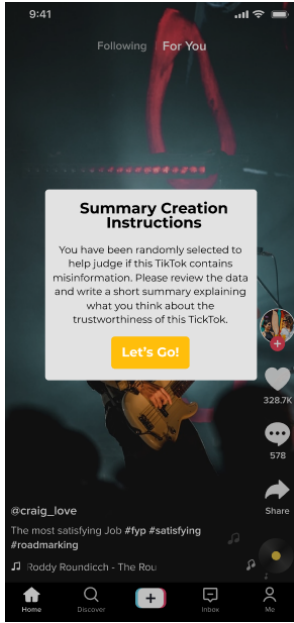 9:41
Following For You
Summary Creation
Instructions
You have been randomly selected to
help judge if this TikTok contains
misinformation. Please review the data
and write a short summary explaining
what you think about the
trustworthiness of this TickTok.
Let's Go!
328.7K
578
Share
@craig_love
The most satisfying Job #fyp #satisfying
#roadmarking
Roddy Roundicch - The Rou
Home Discover Inbox Me